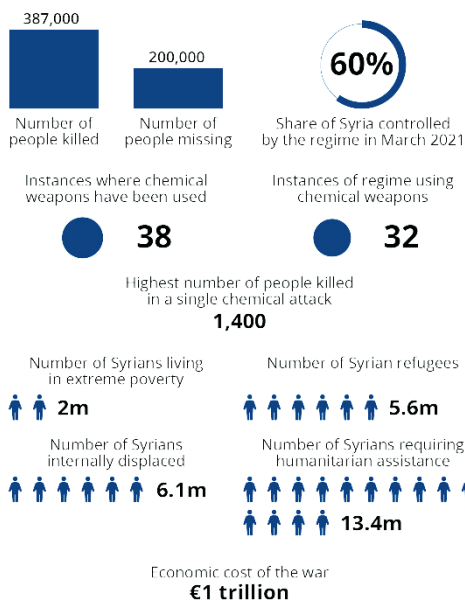 387,000
200,000
60%
Number of
people killed
Number of
people missing
Share of Syria controlled
by the regime in March 2021
Instances where chemical
weapons have been used
38
Instances of regime using
chemical weapons
32
Highest number of people killed
in a single chemical attack
1,400
Number of Syrians living
in extreme poverty
2m
Number of Syrian refugees
5.6m
Number of Syrians
internally displaced
6.1m
Number of Syrians requiring
humanitarian assistance
13.4m
Economic cost of the war
€1 trillion